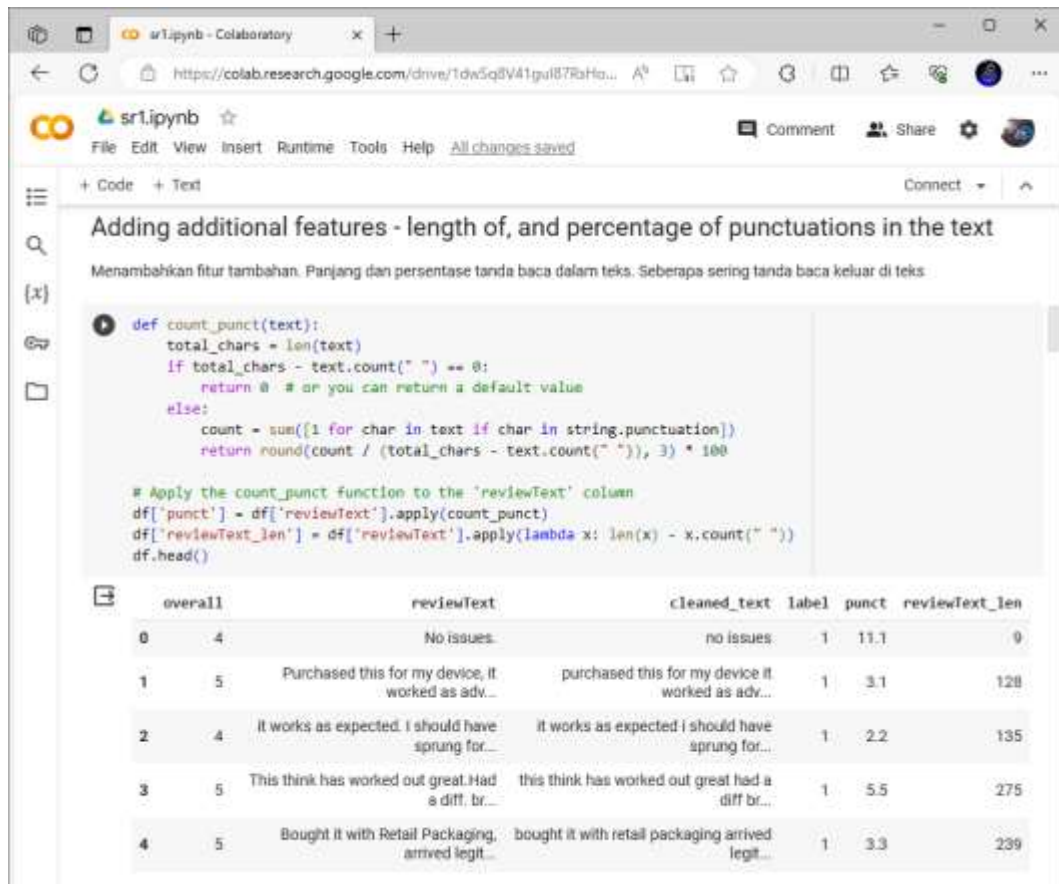 sr1.ipynb - Colaboratory
https://colab.research.google.com/drive/1dwSq8V41gul87RsHo...
sr1.ipynb
Comment
Share
File Edit View Insert Runtime Tools Help All changes saved
+ Code + Text
Connect
Adding additional features - length of, and percentage of punctuations in the text
Menambahkan fitur tambahan. Panjang dan persentase tanda baca dalam teks. Seberapa sering tanda baca keluar di teks
{x}
def count_punct(text):
total_chars = len(text)
if total_chars - text.count(" ") == 0:
return 0 # or you can return a default value
else:
count = sum([1 for char in text if char in string.punctuation])
return round(count / (total_chars - text.count(" ")), 3) * 100
# Apply the count_punct function to the 'reviewText' column
df['punct'] = df['reviewText'].apply(count_punct)
df['reviewText_len'] = df['reviewText'].apply(lambda x: len(x) - x.count(" "))
df.head()
overall reviewText cleaned_text label punct reviewText_len
0 4 No issues. no issues 1 11.1 9
1 5 Purchased this for my device, it worked as adv... purchased this for my device it worked as adv... 1 3.1 128
2 4 it works as expected. I should have sprung for... it works as expected i should have sprung for... 1 2.2 135
3 5 This think has worked out great.Had a diff. br... this think has worked out great had a diff br... 1 5.5 275
4 5 Bought it with Retail Packaging, arrived legit... bought it with retail packaging arrived legit... 1 3.3 239